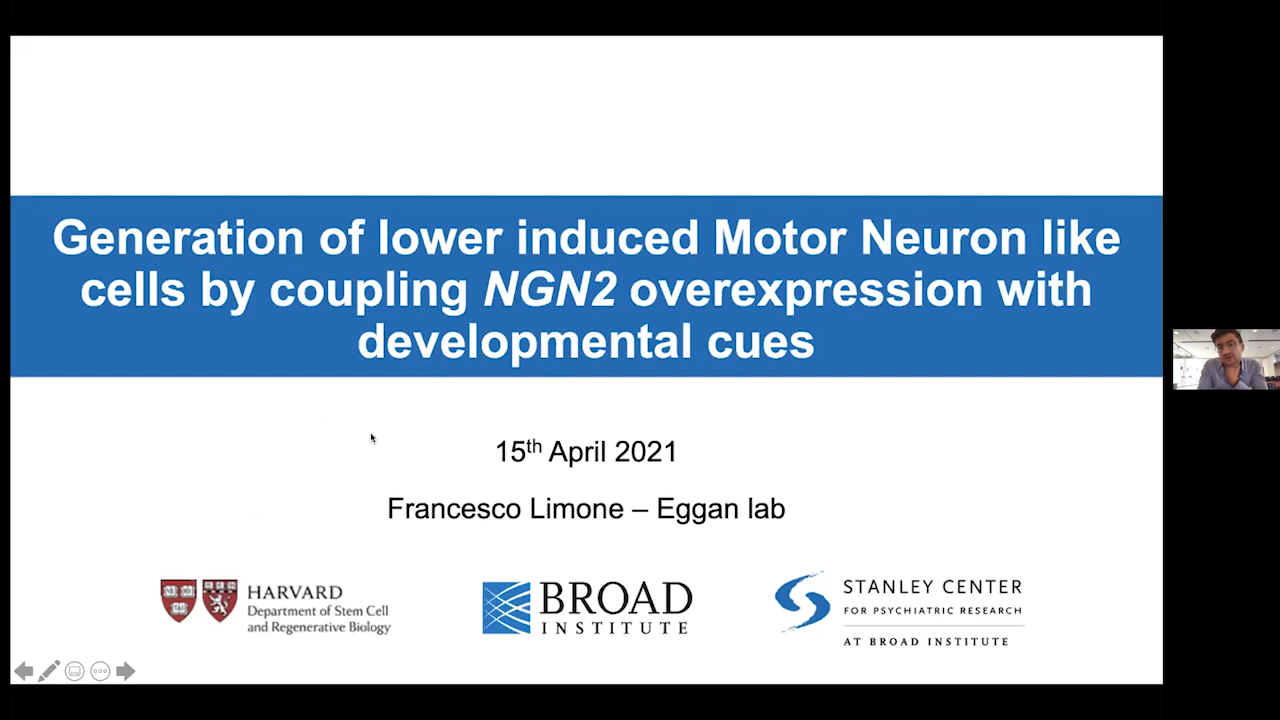 Generation of lower induced Motor Neuron like
cells by coupling NGN2 overexpression with
developmental cues
15th April 2021
Francesco Limone – Eggan lab
HARVARD
Department of Stem Cell
and Regenerative Biology
BROAD
INSTITUTE
STANLEY CENTER
FOR PSYCHIATRIC RESEARCH
AT BROAD INSTITUTE